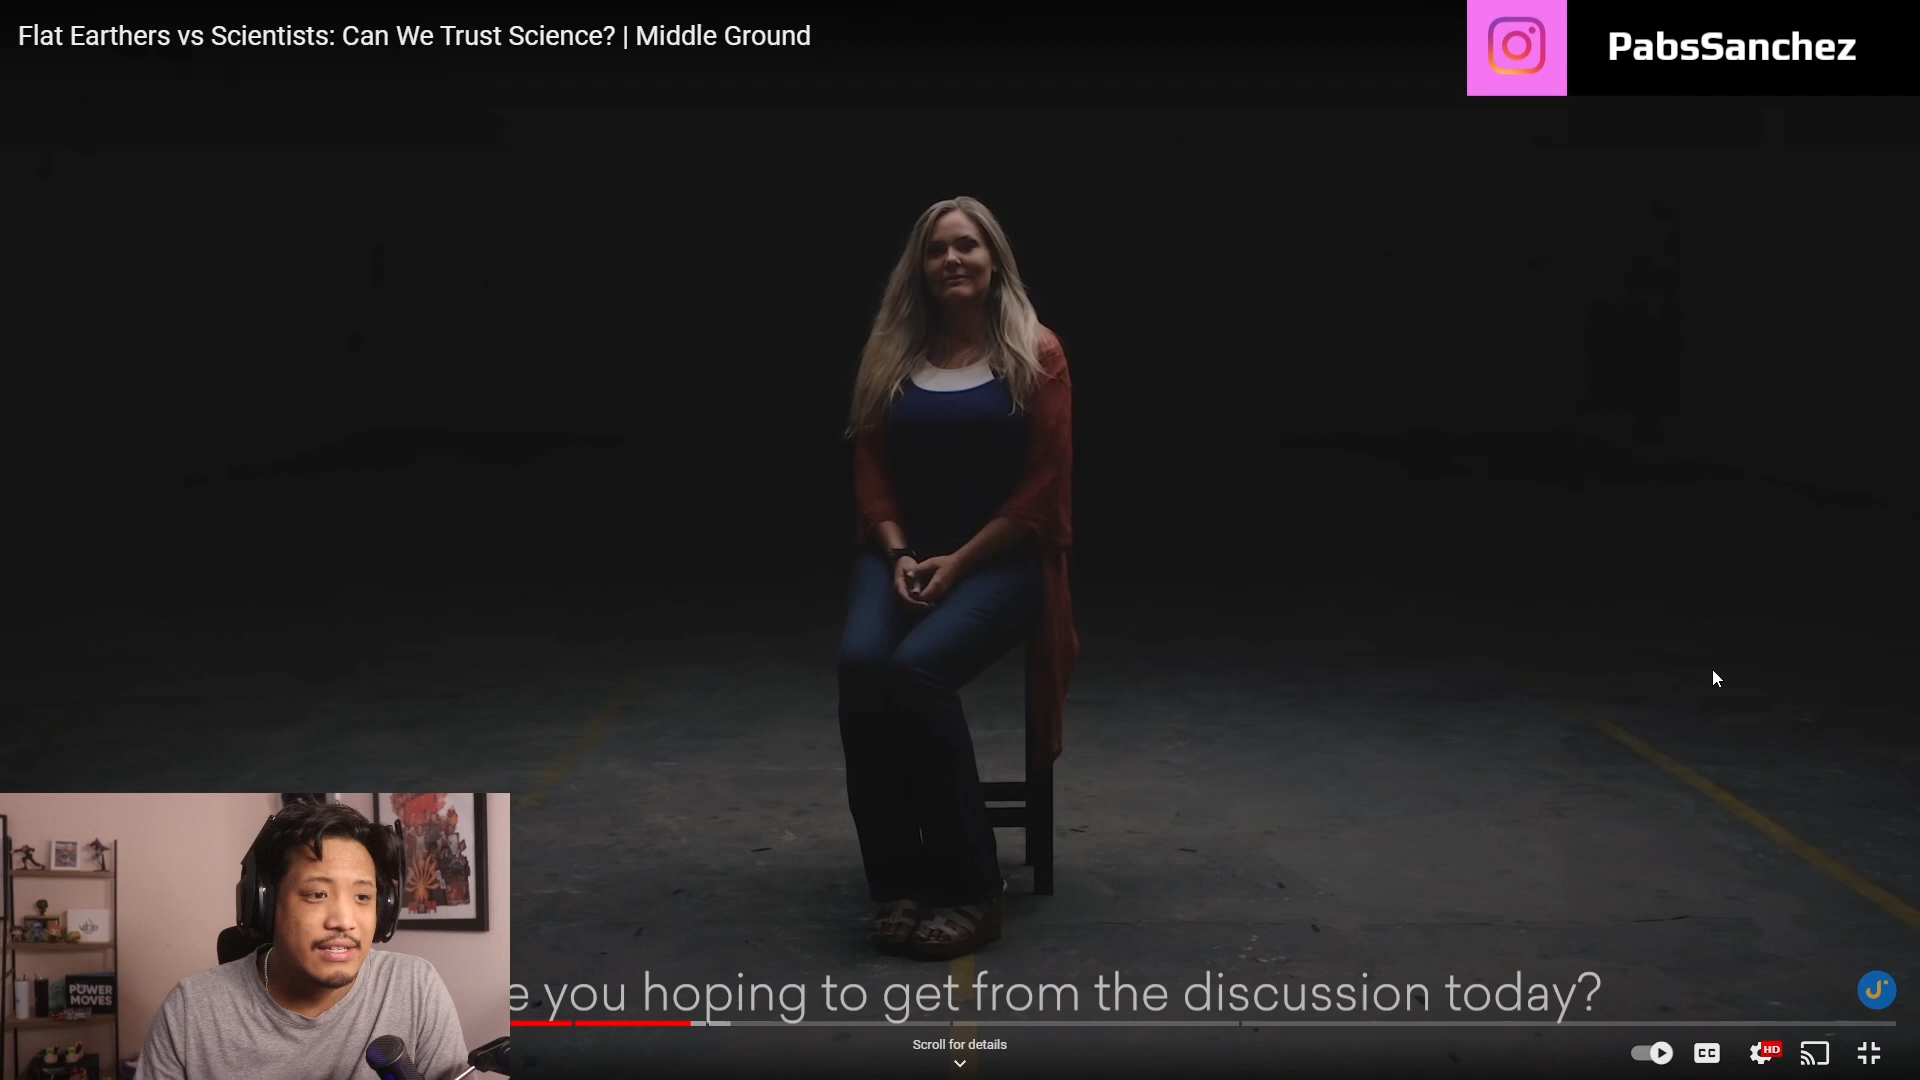 Flat Earthers vs Scientists: Can We Trust Science? | Middle Ground
PabsSanchez
POWER
MOVES
e you hoping to get from the discussion today?
Scroll for details
CC
HD